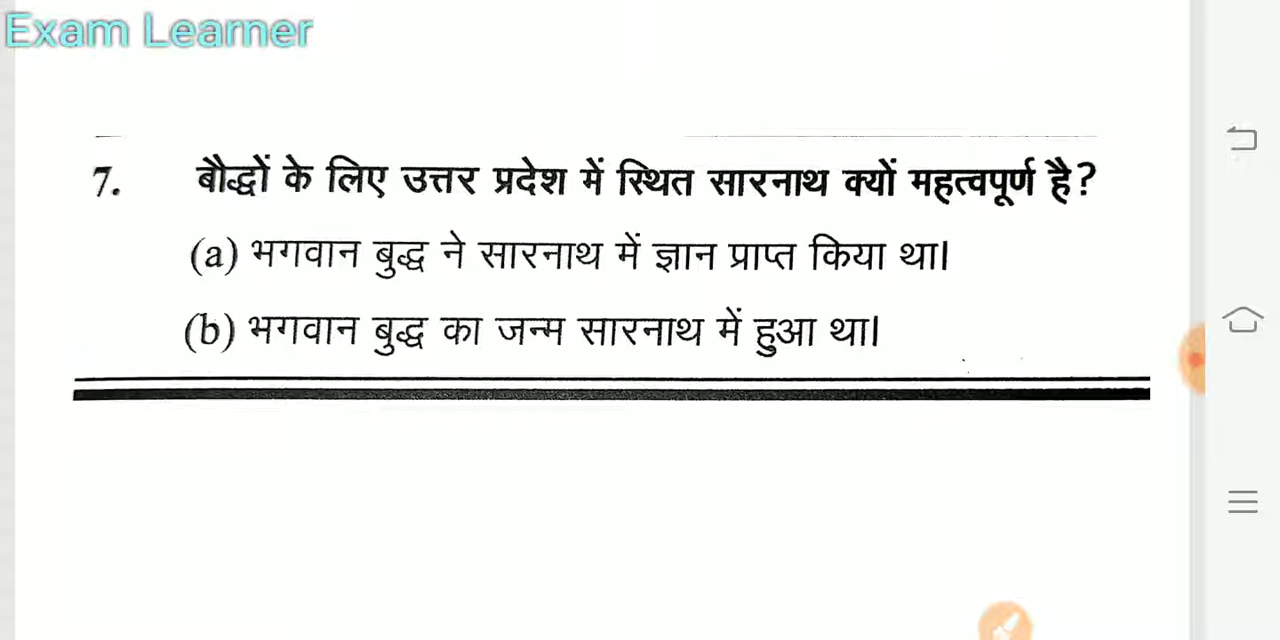 Exam Learner
7. बौद्धों के लिए उत्तर प्रदेश में स्थित सारनाथ क्यों महत्वपूर्ण है?
(a) भगवान बुद्ध ने सारनाथ में ज्ञान प्राप्त किया था।
(b) भगवान बुद्ध का जन्म सारनाथ में हुआ था।